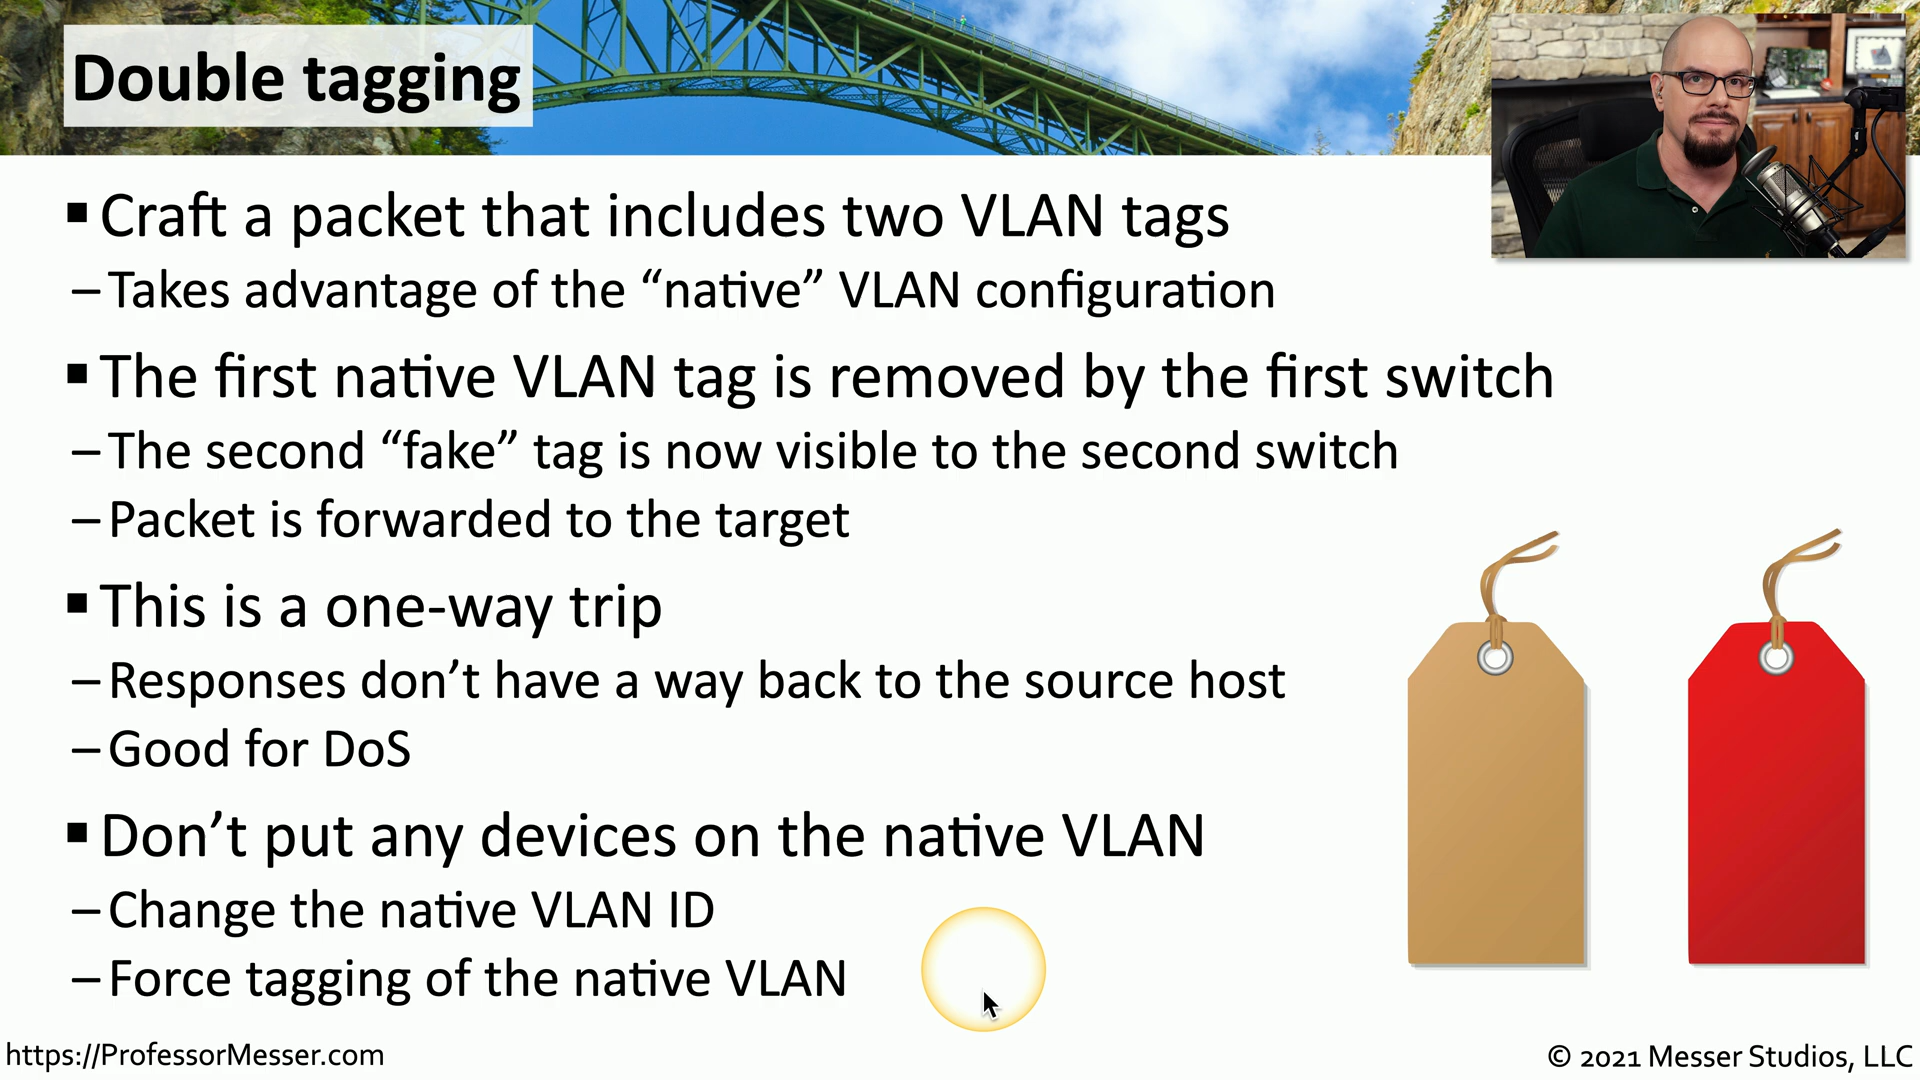 Double tagging
▪ Craft a packet that includes two VLAN tags
– Takes advantage of the “native” VLAN configuration
▪ The first native VLAN tag is removed by the first switch
– The second “fake” tag is now visible to the second switch
– Packet is forwarded to the target
▪ This is a one-way trip
– Responses don’t have a way back to the source host
– Good for DoS
▪ Don’t put any devices on the native VLAN
– Change the native VLAN ID
– Force tagging of the native VLAN
https://ProfessorMesser.com
© 2021 Messer Studios, LLC